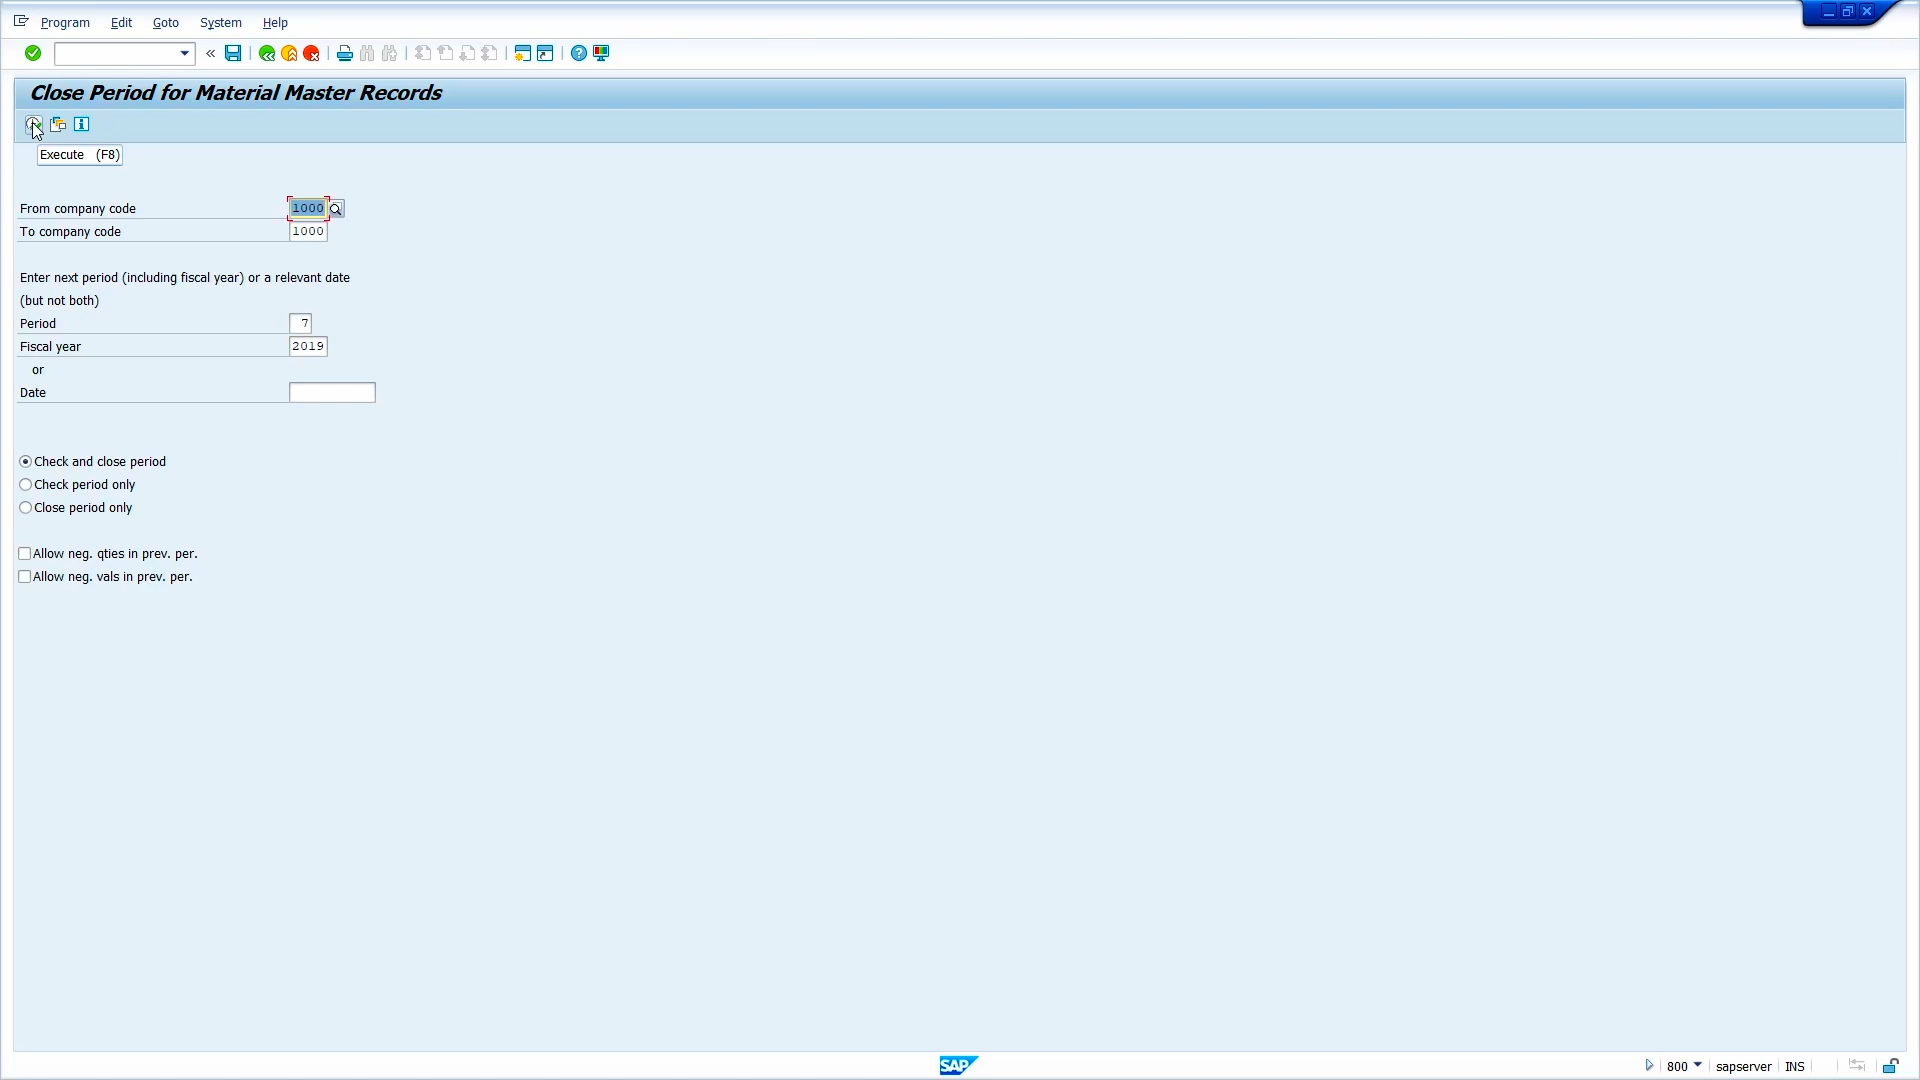 Program Edit Goto System Help
Close Period for Material Master Records
Execute (F8)
From company code 1000
To company code 1000
Enter next period (including fiscal year) or a relevant date
(but not both)
Period 7
Fiscal year 2019
or
Date
Check and close period
Check period only
Close period only
Allow neg. qties in prev. per.
Allow neg. vals in prev. per.
SAP 800 sapserver INS